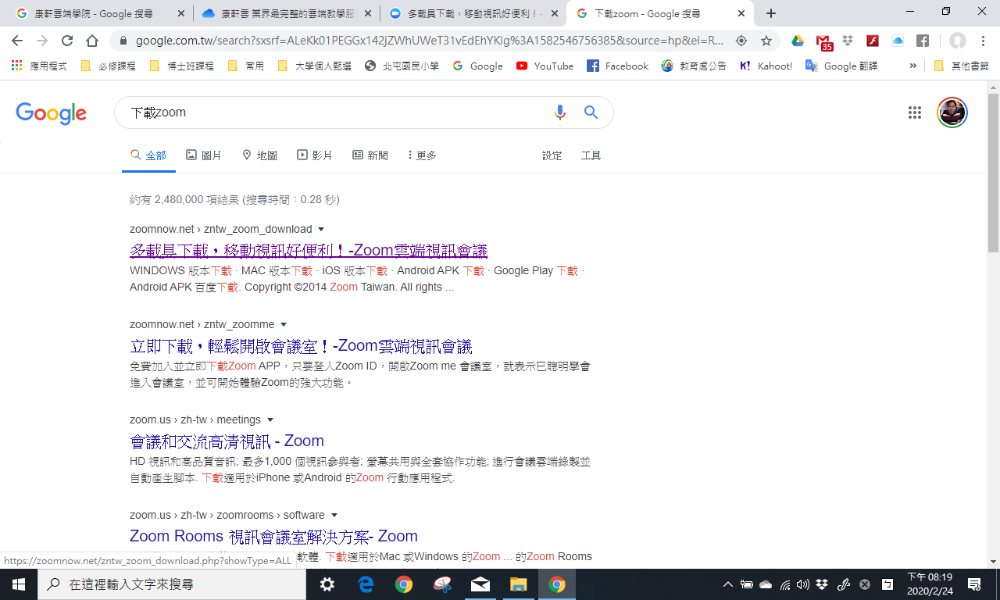 康軒雲端學院 - Google 搜尋
康軒雲 業界最完整的雲端教學服
多載具下載，移動視訊好便利！-
下載zoom - Google 搜尋
google.com.tw/search?sxsrf=ALeKk01PEGGx142jZWhUWeT31vEdEhYKlg%3A1582546756385&source=hp&ei=R...
35
應用程式 必修課程 博士班課程 常用 大學個人甄選 北屯國民小學 Google YouTube Facebook 教育處公告 Kahoot! Google 翻譯 » 其他書籤
Google
下載zoom
全部 圖片 地圖 影片 新聞 更多 設定 工具
約有 2,480,000 項結果 (搜尋時間：0.28 秒)
zoomnow.net › zntw_zoom_download
多載具下載，移動視訊好便利！-Zoom雲端視訊會議
WINDOWS 版本下載 · MAC 版本下載 · iOS 版本下載 · Android APK 下載 · Google Play 下載 ·
Android APK 百度下載. Copyright ©2014 Zoom Taiwan. All rights ...
zoomnow.net › zntw_zoomme
立即下載，輕鬆開啟會議室！-Zoom雲端視訊會議
免費加入並立即下載Zoom APP，只要登入Zoom ID，開啟Zoom me 會議室，就表示已聰明學會
進入會議室，並可開始體驗Zoom的強大功能。
zoom.us › zh-tw › meetings
會議和交流高清視訊 - Zoom
HD 視訊和高品質音訊; 最多1,000 個視訊參與者; 螢幕共用與全套協作功能; 進行會議雲端錄製並
自動產生腳本. 下載適用於iPhone 或Android 的Zoom 行動應用程式.
zoom.us › zh-tw › zoomrooms › software
Zoom Rooms 視訊會議室解決方案- Zoom
軟體. 下載適用於Mac 或Windows 的Zoom ... 的Zoom Rooms
https://zoomnow.net/zntw_zoom_download.php?showType=ALL
在這裡輸入文字來搜尋
下午 08:19
2020/2/24